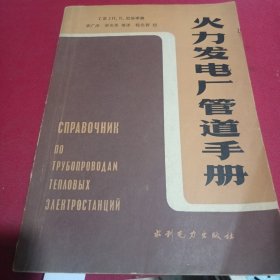 火力发电厂管道手册
СПРАВОЧНИК
ПО
ТРУБОПРОВОДАМ
ТЕПЛОВЫХ
ЭЛЕКТРОСТАНЦИЙ
水利电力出版社